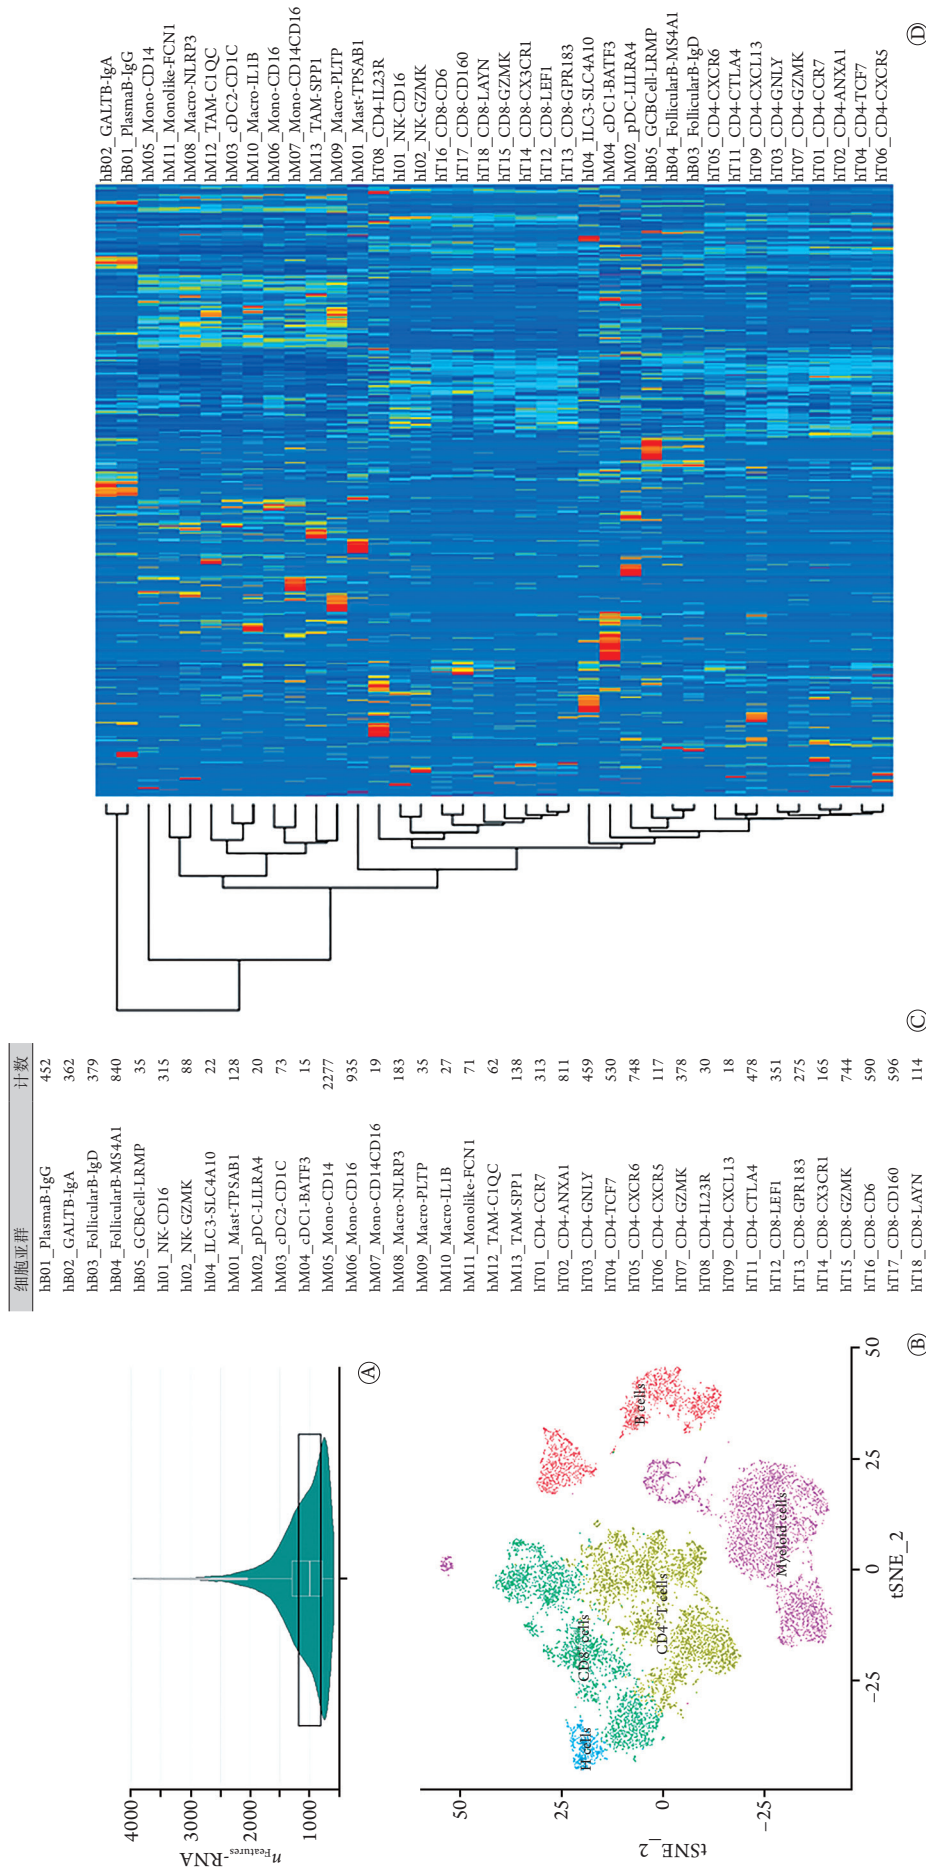 n_Features-RNA
4000
3000
2000
1000
A
tSNE_2
50
25
0
−25
H cells
CD8⁺ cells
CD4⁺ T cells
B cells
Myeloid cells
−25
0
25
50
tSNE_2
B
细胞亚群 计数
hB01_PlasmaB-IgG 452
hB02_GALTB-IgA 362
hB03_FollicularB-IgD 379
hB04_FollicularB-MS4A1 840
hB05_GCBCell-LRMP 35
hI01_NK-CD16 315
hI02_NK-GZMK 88
hI04_ILC3-SLC4A10 22
hM01_Mast-TPSAB1 128
hM02_pDC-LILRA4 20
hM03_cDC2-CD1C 73
hM04_cDC1-BATF3 15
hM05_Mono-CD14 2277
hM06_Mono-CD16 935
hM07_Mono-CD14CD16 19
hM08_Macro-NLRP3 183
hM09_Macro-PLTP 35
hM10_Macro-IL1B 27
hM11_Monolike-FCN1 71
hM12_TAM-C1QC 62
hM13_TAM-SPP1 138
hT01_CD4-CCR7 313
hT02_CD4-ANXA1 811
hT03_CD4-GNLY 459
hT04_CD4-TCF7 530
hT05_CD4-CXCR6 748
hT06_CD4-CXCR5 117
hT07_CD4-GZMK 378
hT08_CD4-IL23R 30
hT09_CD4-CXCL13 18
hT11_CD4-CTLA4 478
hT12_CD8-LEF1 351
hT13_CD8-GPR183 275
hT14_CD8-CX3CR1 165
hT15_CD8-GZMK 744
hT16_CD8-CD6 590
hT17_CD8-CD160 596
hT18_CD8-LAYN 114
C
hB02_GALTB-IgA
hB01_PlasmaB-IgG
hM05_Mono-CD14
hM11_Monolike-FCN1
hM08_Macro-NLRP3
hM12_TAM-C1QC
hM03_cDC2-CD1C
hM10_Macro-IL1B
hM06_Mono-CD16
hM07_Mono-CD14CD16
hM13_TAM-SPP1
hM09_Macro-PLTP
hM01_Mast-TPSAB1
hT08_CD4-IL23R
hI01_NK-CD16
hI02_NK-GZMK
hT16_CD8-CD6
hT17_CD8-CD160
hT18_CD8-LAYN
hT15_CD8-GZMK
hT14_CD8-CX3CR1
hT12_CD8-LEF1
hT13_CD8-GPR183
hI04_ILC3-SLC4A10
hM04_cDC1-BATF3
hM02_pDC-LILRA4
hB05_GCBCell-LRMP
hB04_FollicularB-MS4A1
hB03_FollicularB-IgD
hT05_CD4-CXCR6
hT11_CD4-CTLA4
hT09_CD4-CXCL13
hT03_CD4-GNLY
hT07_CD4-GZMK
hT01_CD4-CCR7
hT02_CD4-ANXA1
hT04_CD4-TCF7
hT06_CD4-CXCR5
D